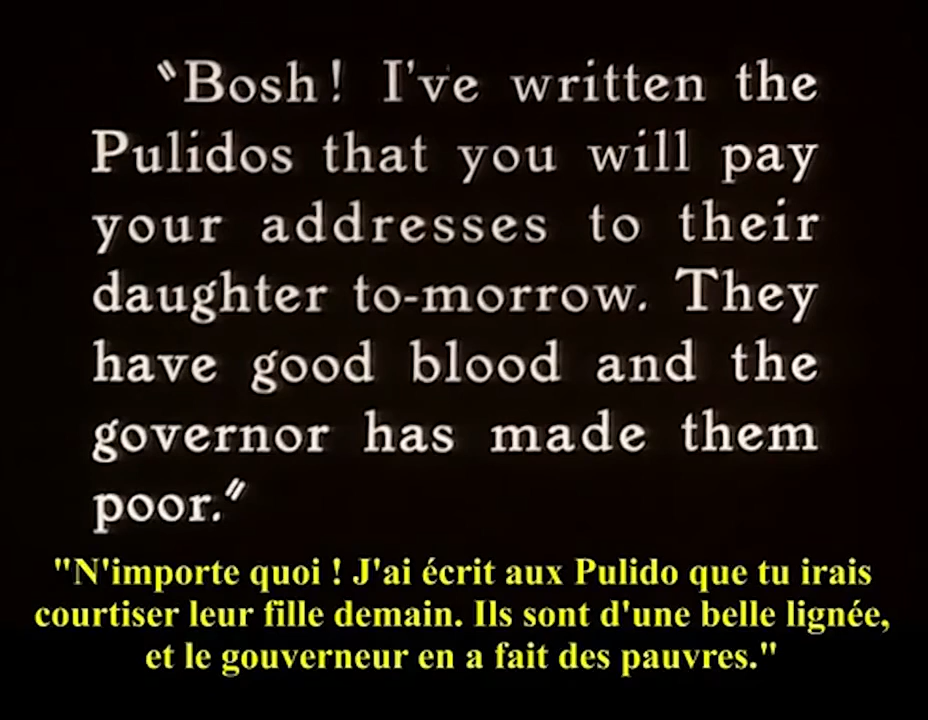 "Bosh! I've written the
Pulidos that you will pay
your addresses to their
daughter to-morrow. They
have good blood and the
governor has made them
poor."
"N'importe quoi ! J'ai écrit aux Pulido que tu irais
courtiser leur fille demain. Ils sont d'une belle lignée,
et le gouverneur en a fait des pauvres."